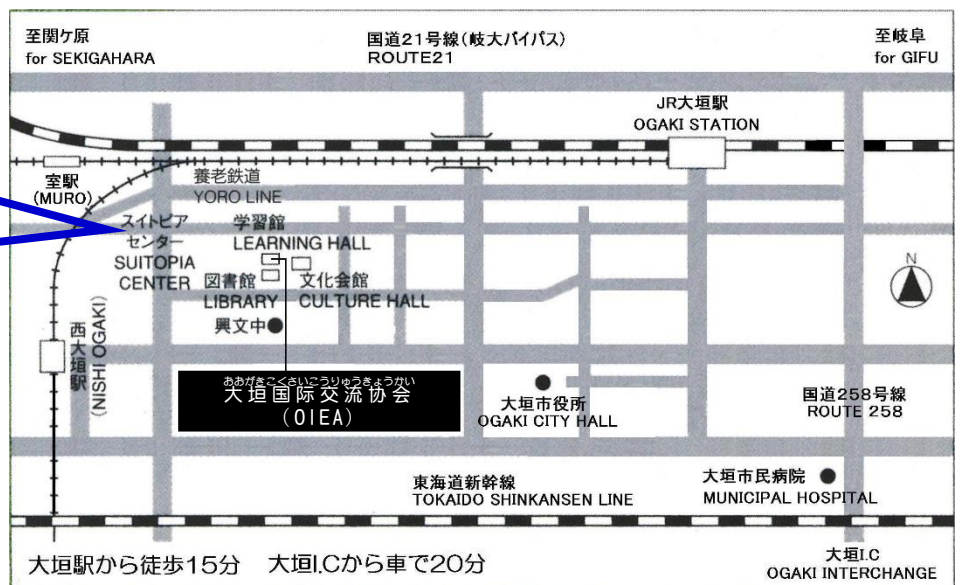 至関ケ原
for SEKIGAHARA
国道21号線(岐大バイパス)
ROUTE21
至岐阜
for GIFU
JR大垣駅
OGAKI STATION
室駅
(MURO)
養老鉄道
YORO LINE
スイトピア
センター
SUITOPIA
CENTER
学習館
LEARNING HALL
図書館
LIBRARY
文化会館
CULTURE HALL
N
興文中
西大垣駅
(NISHI OGAKI)
おおがきこくさいこうりゅうきょうかい
大垣国际交流协会
(OIEA)
大垣市役所
OGAKI CITY HALL
国道258号線
ROUTE 258
東海道新幹線
TOKAIDO SHINKANSEN LINE
大垣市民病院
MUNICIPAL HOSPITAL
大垣駅から徒歩15分 大垣I.Cから車で20分
大垣I.C
OGAKI INTERCHANGE